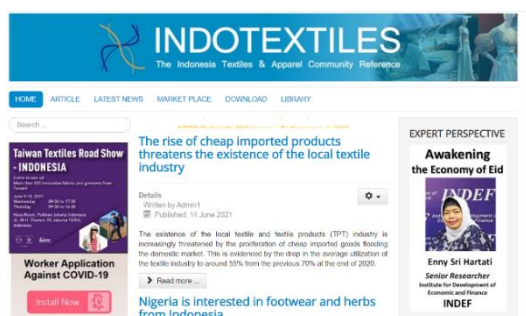 INDOTEXTILES
The Indonesia Textiles & Apparel Community Reference
HOME ARTICLE LATEST NEWS MARKET PLACE DOWNLOAD LIBRARY
Search ...
Taiwan Textiles Road Show
- INDONESIA
Worker Application
Against COVID-19
Install Now
The rise of cheap imported products
threatens the existence of the local textile
industry
Details
Written by Admin1
Published: 14 June 2021
The existence of the local textile and textile products (TPT) industry is
increasingly threatened by the proliferation of cheap imported goods flooding
the domestic market. This is evidenced by the drop in the average utilization of
the textile industry to around 55% from the previous 70% at the end of 2020.
Read more ...
Nigeria is interested in footwear and herbs
from Indonesia
EXPERT PERSPECTIVE
Awakening
the Economy of Eid
INDEF
Enny Sri Hartati
Senior Researcher
Institute for Development of
Economic and Finance
INDEF